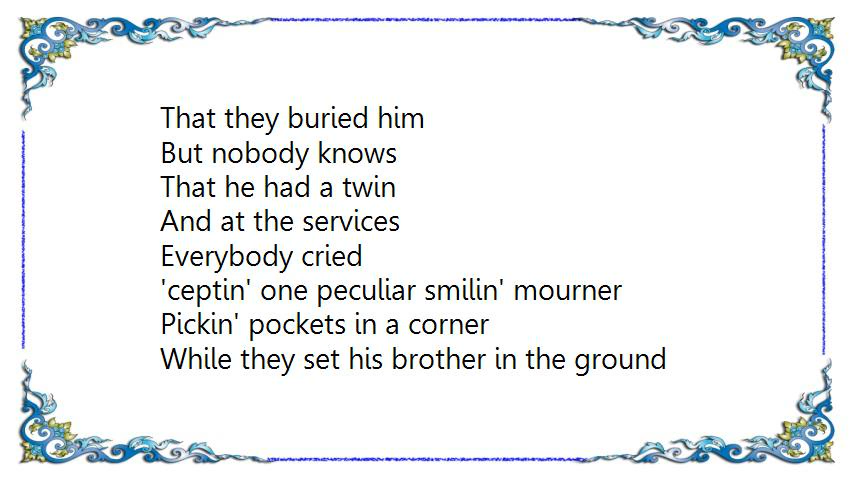 That they buried him
But nobody knows
That he had a twin
And at the services
Everybody cried
'ceptin' one peculiar smilin' mourner
Pickin' pockets in a corner
While they set his brother in the ground